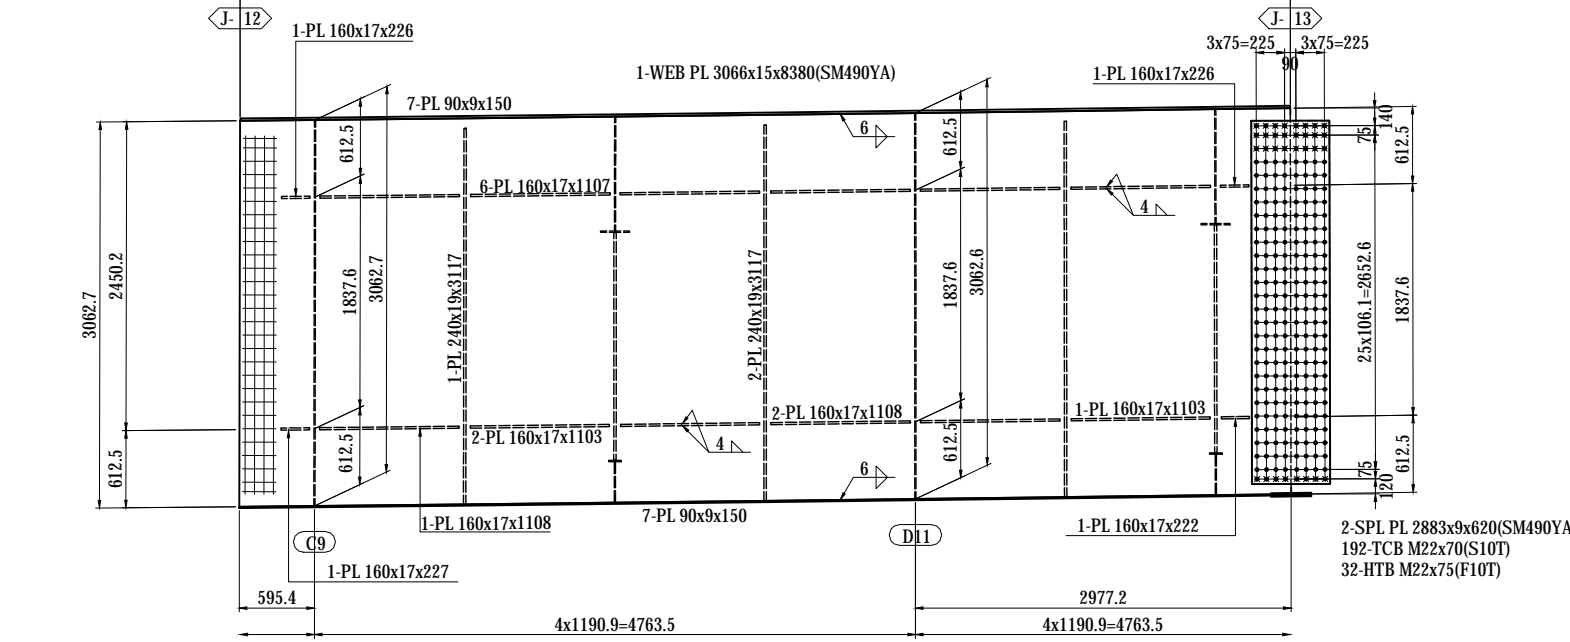 J- 12
J- 13
1-PL 160x17x226
3x75=225
3x75=225
90
1-WEB PL 3066x15x8380(SM490YA)
1-PL 160x17x226
7-PL 90x9x150
6
140
75
612.5
612.5
612.5
6-PL 160x17x1107
4
3062.7
2450.2
1837.6
3062.7
1-PL 240x19x3117
2-PL 240x19x3117
1837.6
3062.6
25x106.1=2652.6
1837.6
2-PL 160x17x1108
1-PL 160x17x1103
2-PL 160x17x1103
4
612.5
612.5
612.5
612.5
6
75
120
7-PL 90x9x150
1-PL 160x17x1108
1-PL 160x17x222
C9
D11
2-SPL PL 2883x9x620(SM490YA
192-TCB M22x70(S10T)
32-HTB M22x75(F10T)
1-PL 160x17x227
595.4
2977.2
4x1190.9=4763.5
4x1190.9=4763.5